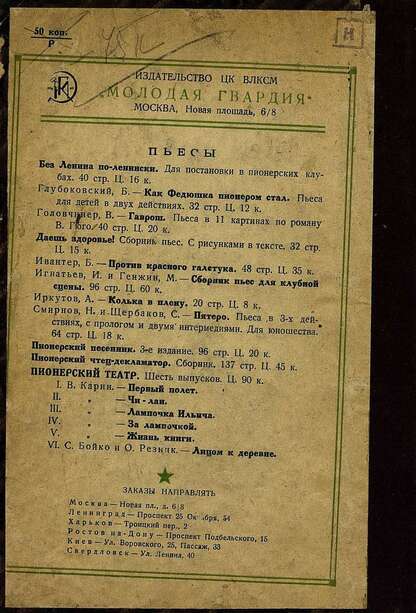 50 коп.
Р
45 к
Н
ИЗДАТЕЛЬСТВО ЦК ВЛКСМ
„МОЛОДАЯ ГВАРДИЯ"
МОСКВА, Новая площадь, 6/8
ПЬЕСЫ
Без Ленина по-ленински. Для постановки в пионерских клу-
бах. 40 стр. Ц. 16 к.
Глубоковский, Б. — Как Федюшка пионером стал. Пьеса
для детей в двух действиях. 32 стр. Ц. 12 к.
Головчинер, В. — Гаврош. Пьеса в 11 картинах по роману
В. Гюго. 40 стр. Ц. 20 к.
Даешь здоровье! Сборник пьес. С рисунками в тексте. 32 стр.
Ц. 15 к.
Ивантер, Б. — Против красного галстука. 48 стр. Ц. 35 к.
Игнатьев, И. и Генкин, М. — Сборник пьес для клубной
сцены. 96 стр. Ц. 60 к.
Иркутов, А. — Колька в плену. 20 стр. Ц. 8 к.
Смирнов, Н. и Щербаков, С. — Пятеро. Пьеса в 3-х дей-
ствиях, с прологом и двумя интермедиями. Для юношества.
64 стр. Ц. 18 к.
Пионерский песенник. 3-е издание. 96 стр. Ц. 20 к.
Пионерский чтец-декламатор. Сборник. 137 стр. Ц. 45 к.
ПИОНЕРСКИЙ ТЕАТР. Шесть выпусков. Ц. 90 к.
I. В. Карин. — Первый полет.
II. „ — Чи-лан.
III. „ — Лампочка Ильича.
IV. „ — За лампочкой.
V. „ — Жизнь книги.
VI. С. Бойко и О. Резник. — Лицом к деревне.
ЗАКАЗЫ НАПРАВЛЯТЬ
Москва — Новая пл., д. 6/8
Ленинград — Проспект 25 Октября, 54
Харьков — Троицкий пер., 2
Ростов на-Дону — Проспект Подбельского, 15
Киев — Ул. Воровского, 25, Пассаж, 33
Свердловск — Ул. Ленина, 40